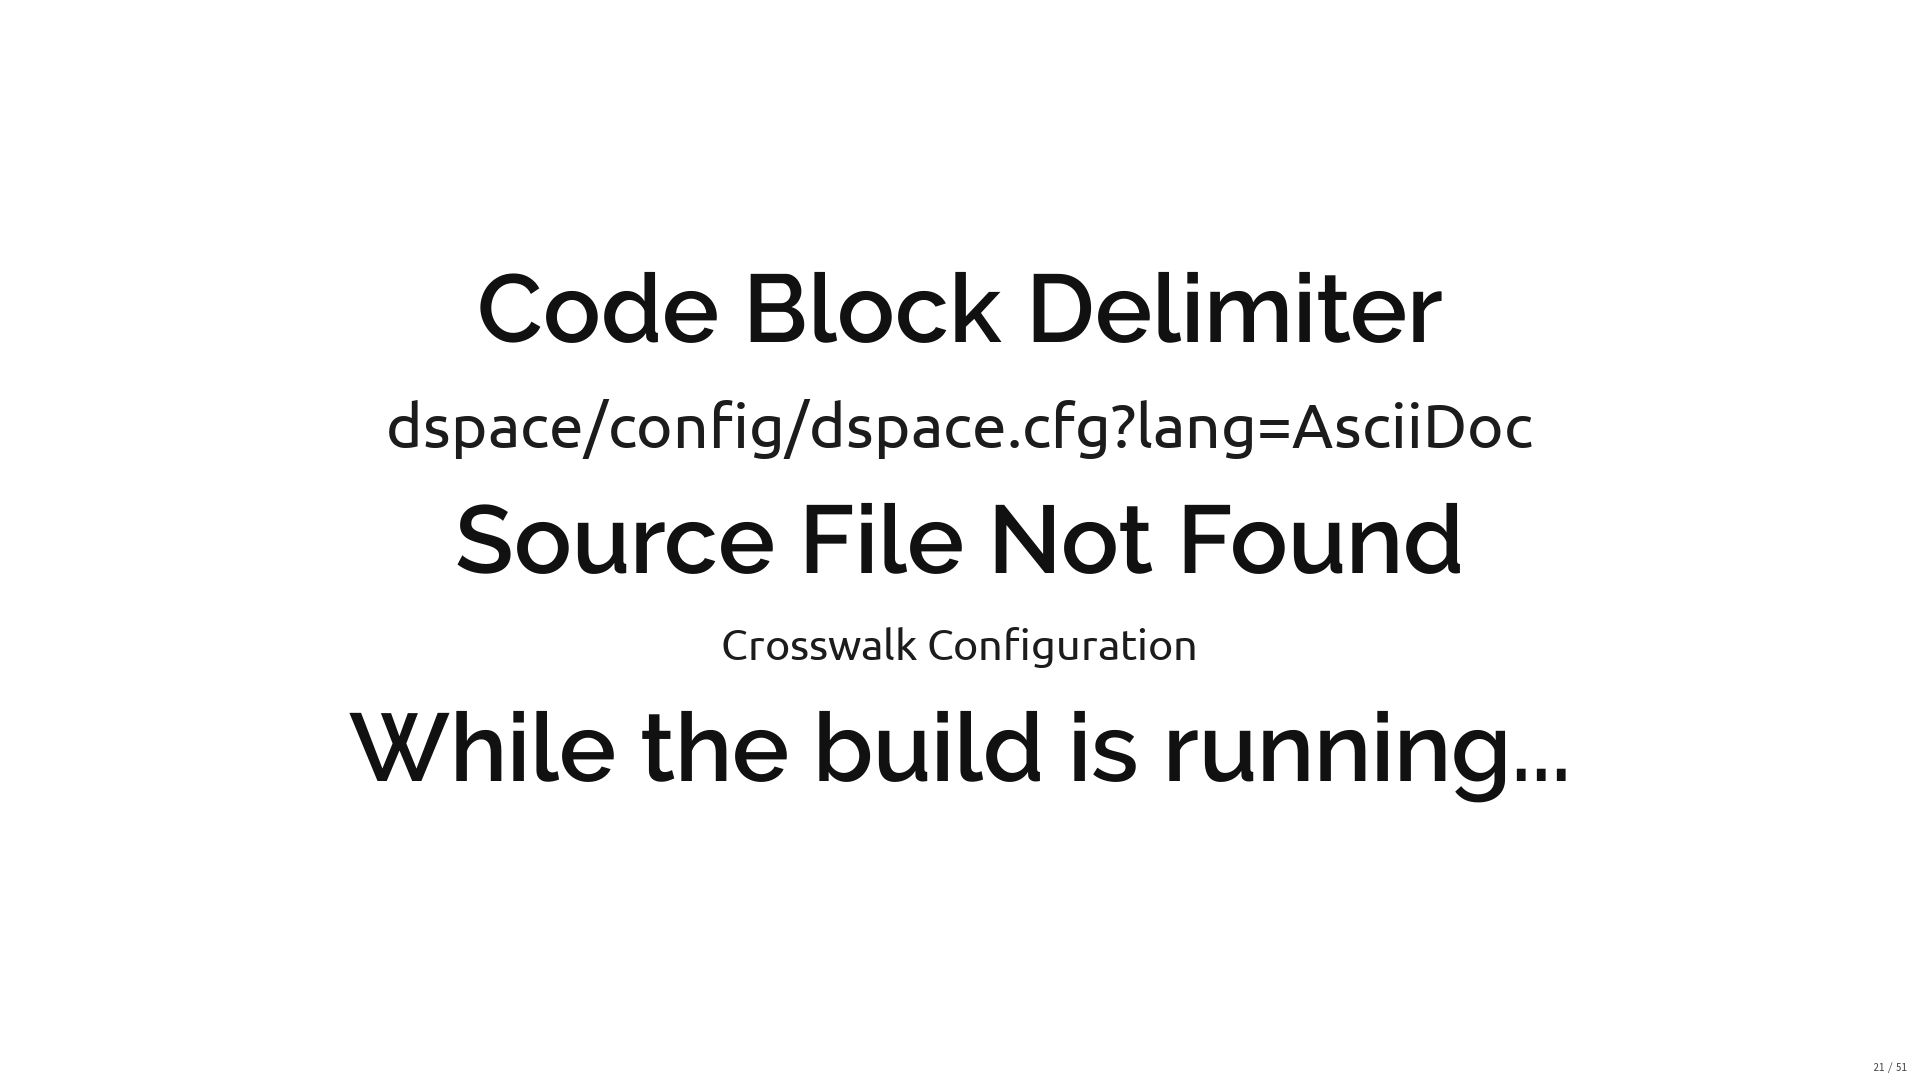 Code Block Delimiter
dspace/config/dspace.cfg?lang=AsciiDoc
Source File Not Found
Crosswalk Configuration
While the build is running...
21 / 51